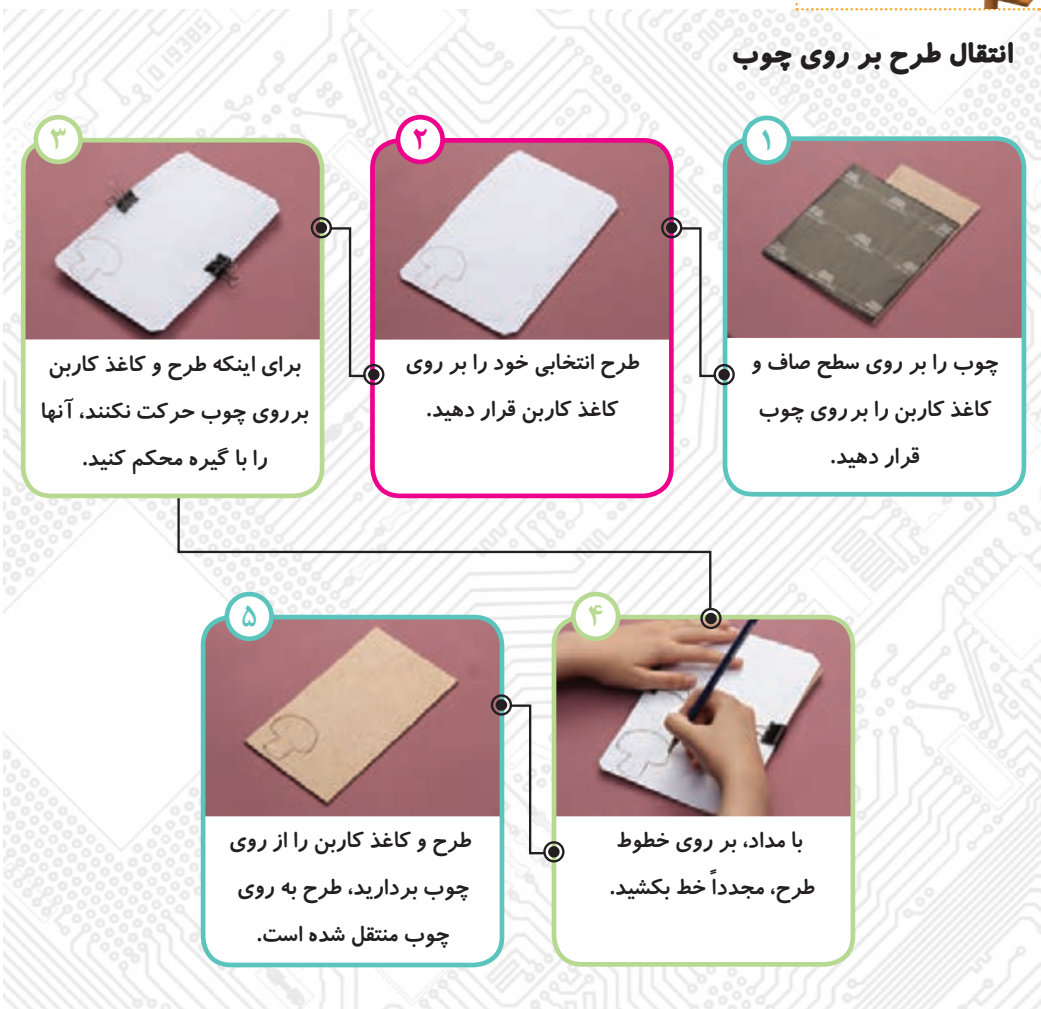 انتقال طرح بر روی چوب
۱
چوب را بر روی سطح صاف و
کاغذ کاربن را بر روی چوب
قرار دهید.
۲
طرح انتخابی خود را بر روی
کاغذ کاربن قرار دهید.
۳
برای اینکه طرح و کاغذ کاربن
بر روی چوب حرکت نکنند، آنها
را با گیره محکم کنید.
۴
با مداد، بر روی خطوط
طرح، مجدداً خط بکشید.
۵
طرح و کاغذ کاربن را از روی
چوب بردارید، طرح به روی
چوب منتقل شده است.